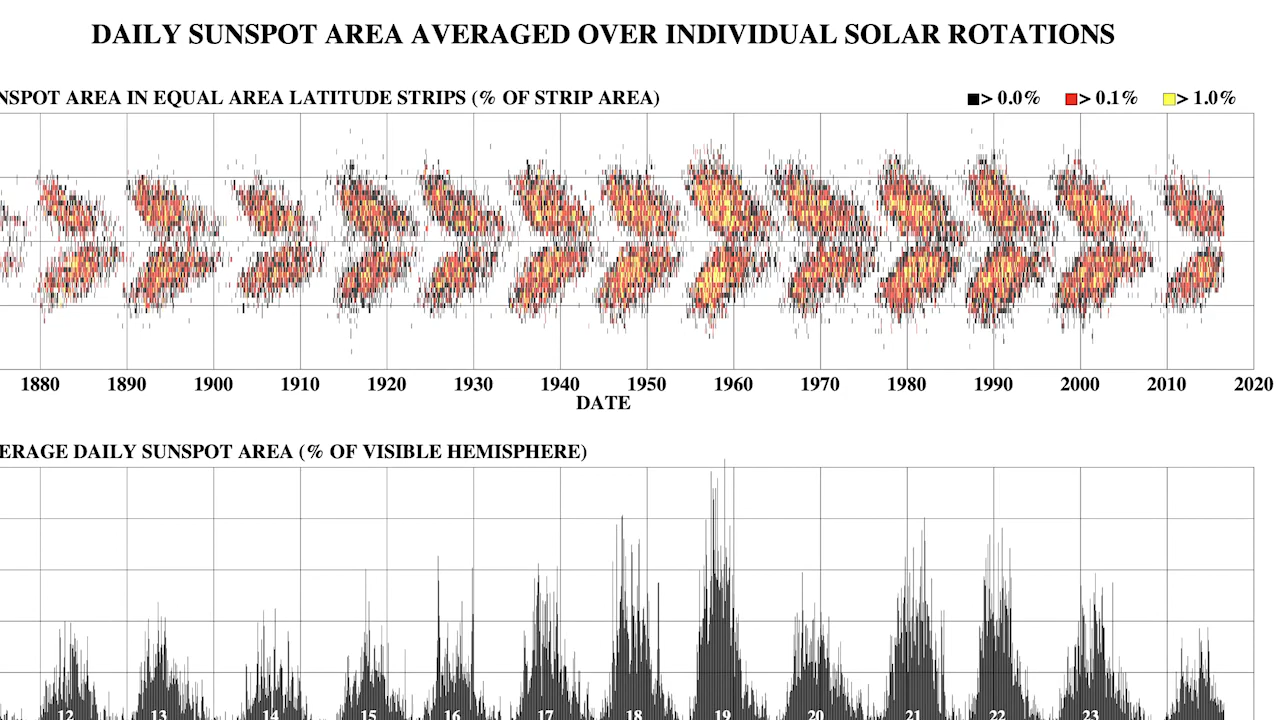 DAILY SUNSPOT AREA AVERAGED OVER INDIVIDUAL SOLAR ROTATIONS
NSPOT AREA IN EQUAL AREA LATITUDE STRIPS (% OF STRIP AREA) > 0.0% > 0.1% > 1.0%
1880 1890 1900 1910 1920 1930 1940 1950 1960 1970 1980 1990 2000 2010 2020
DATE
ERAGE DAILY SUNSPOT AREA (% OF VISIBLE HEMISPHERE)
12 13 14 15 16 17 18 19 20 21 22 23